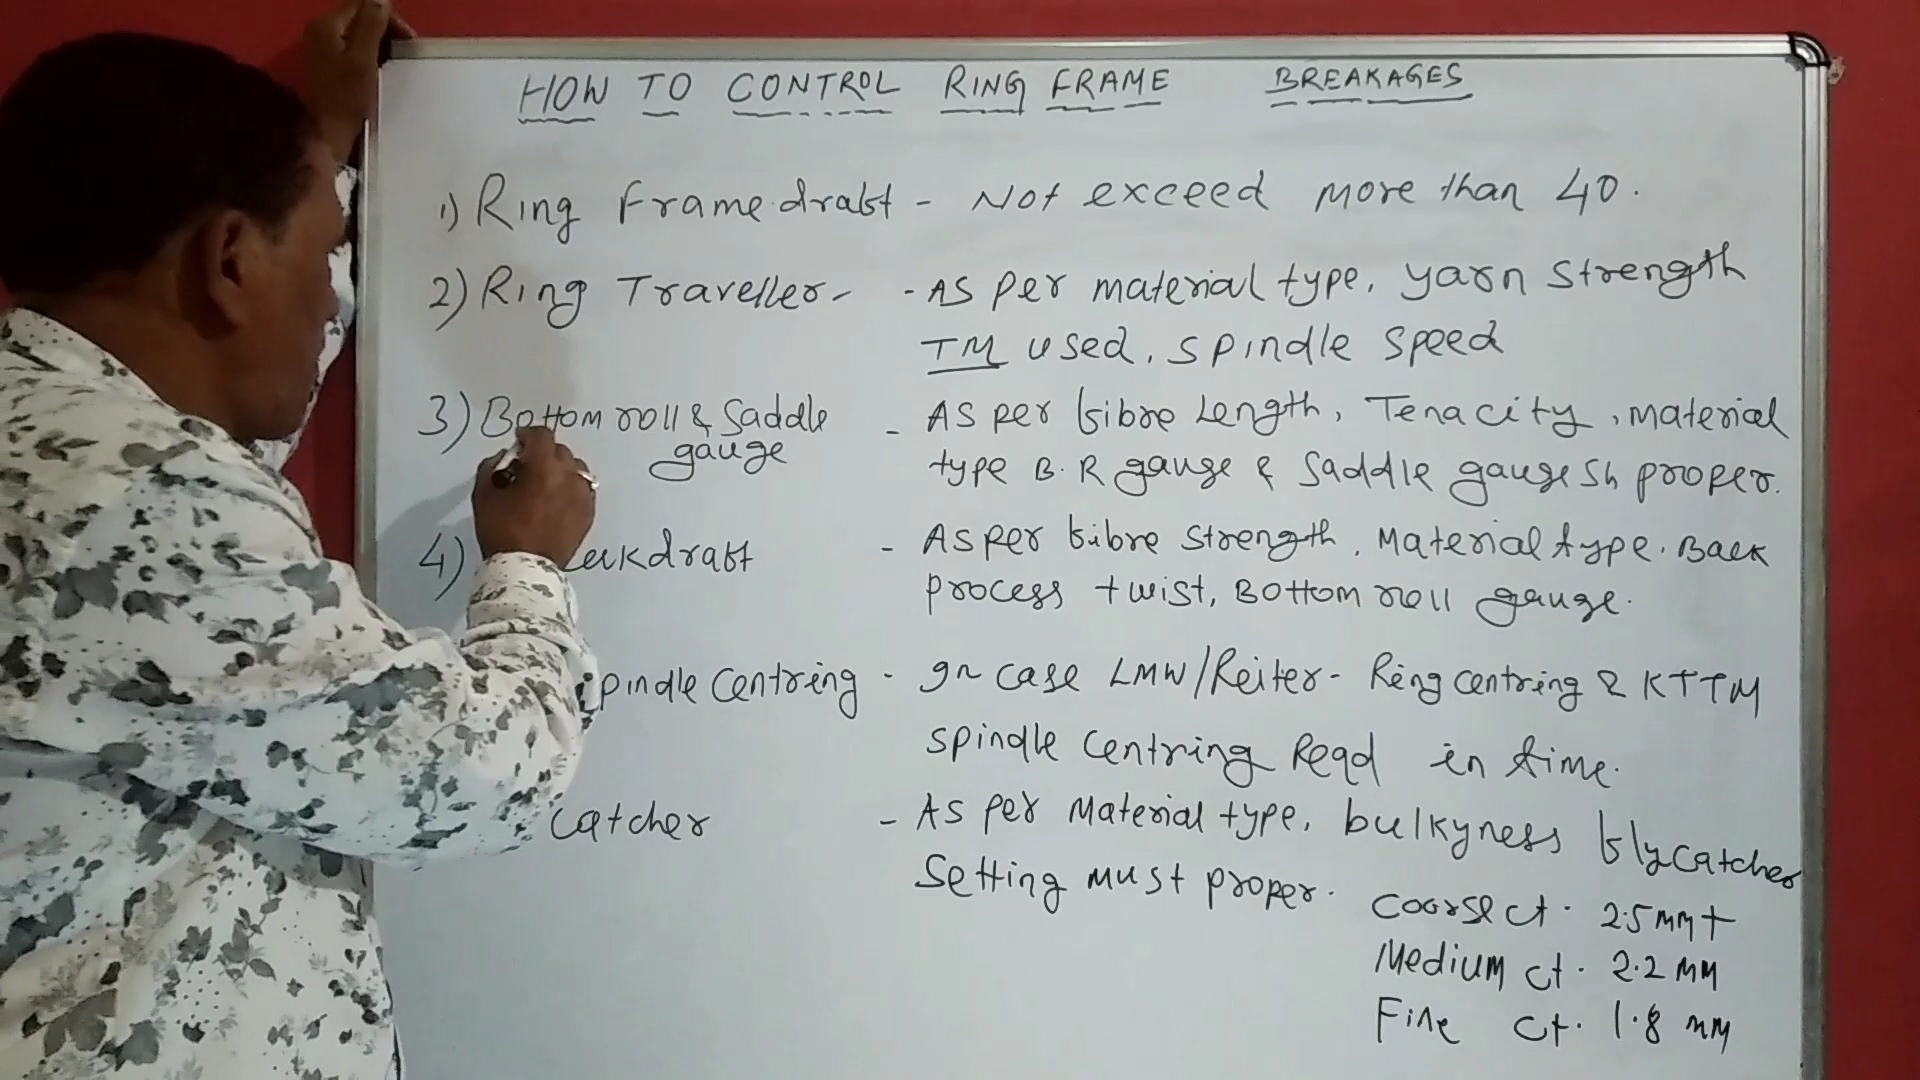 HOW TO CONTROL RING FRAME BREAKAGES
1) Ring Frame draft - Not exceed more than 40.
2) Ring Traveller - - As per material type, yarn strength
TM used, spindle speed
3) Bottom roll & Saddle - As per fibre Length, Tenacity, material
gauge type B.R gauge & Saddle gauge sh proper.
4) draft - As per fibre strength, Material type. Back
process twist, Bottom roll gauge.
pindle Centring - In case LMW/Reiter - Ring centring & KTTM
spindle Centring Reqd in time.
catcher - As per Material type, bulkyness flycatcher
Setting must proper.
coarse ct. 2.5 mm+
Medium ct. 2.2 MM
Fine ct. 1.8 mm